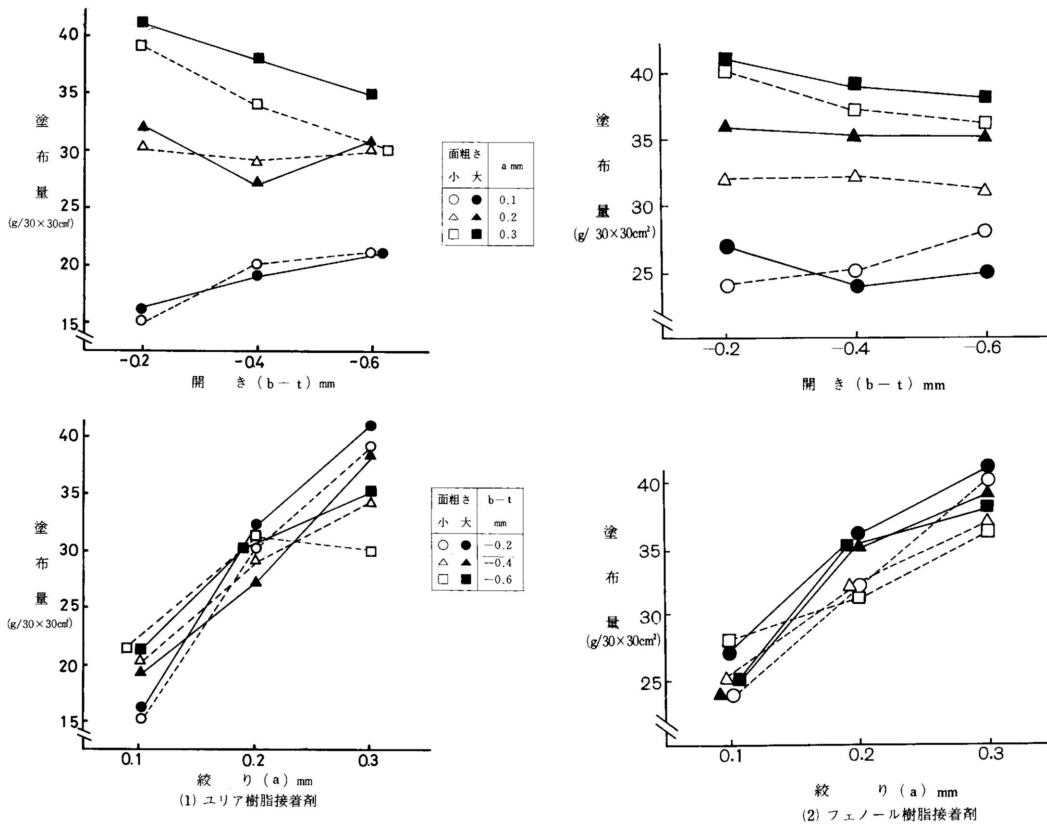 40
35
30
25
20
15
塗
布
量
(g/30×30cm²)
-0.2
-0.4
-0.6
開 き (b-t) mm
面粗さ
a mm
小 大
0.1
0.2
0.3
40
35
30
25
塗
布
量
(g/ 30×30cm²)
-0.2
-0.4
-0.6
開 き (b-t) mm
40
35
30
25
20
15
塗
布
量
(g/30×30cm²)
0.1
0.2
0.3
絞 り (a) mm
(1) ユリア樹脂接着剤
面粗さ
b-t
小 大
mm
-0.2
-0.4
-0.6
40
35
30
25
塗
布
量
(g/30×30cm²)
0.1
0.2
0.3
絞 り (a) mm
(2) フェノール樹脂接着剤